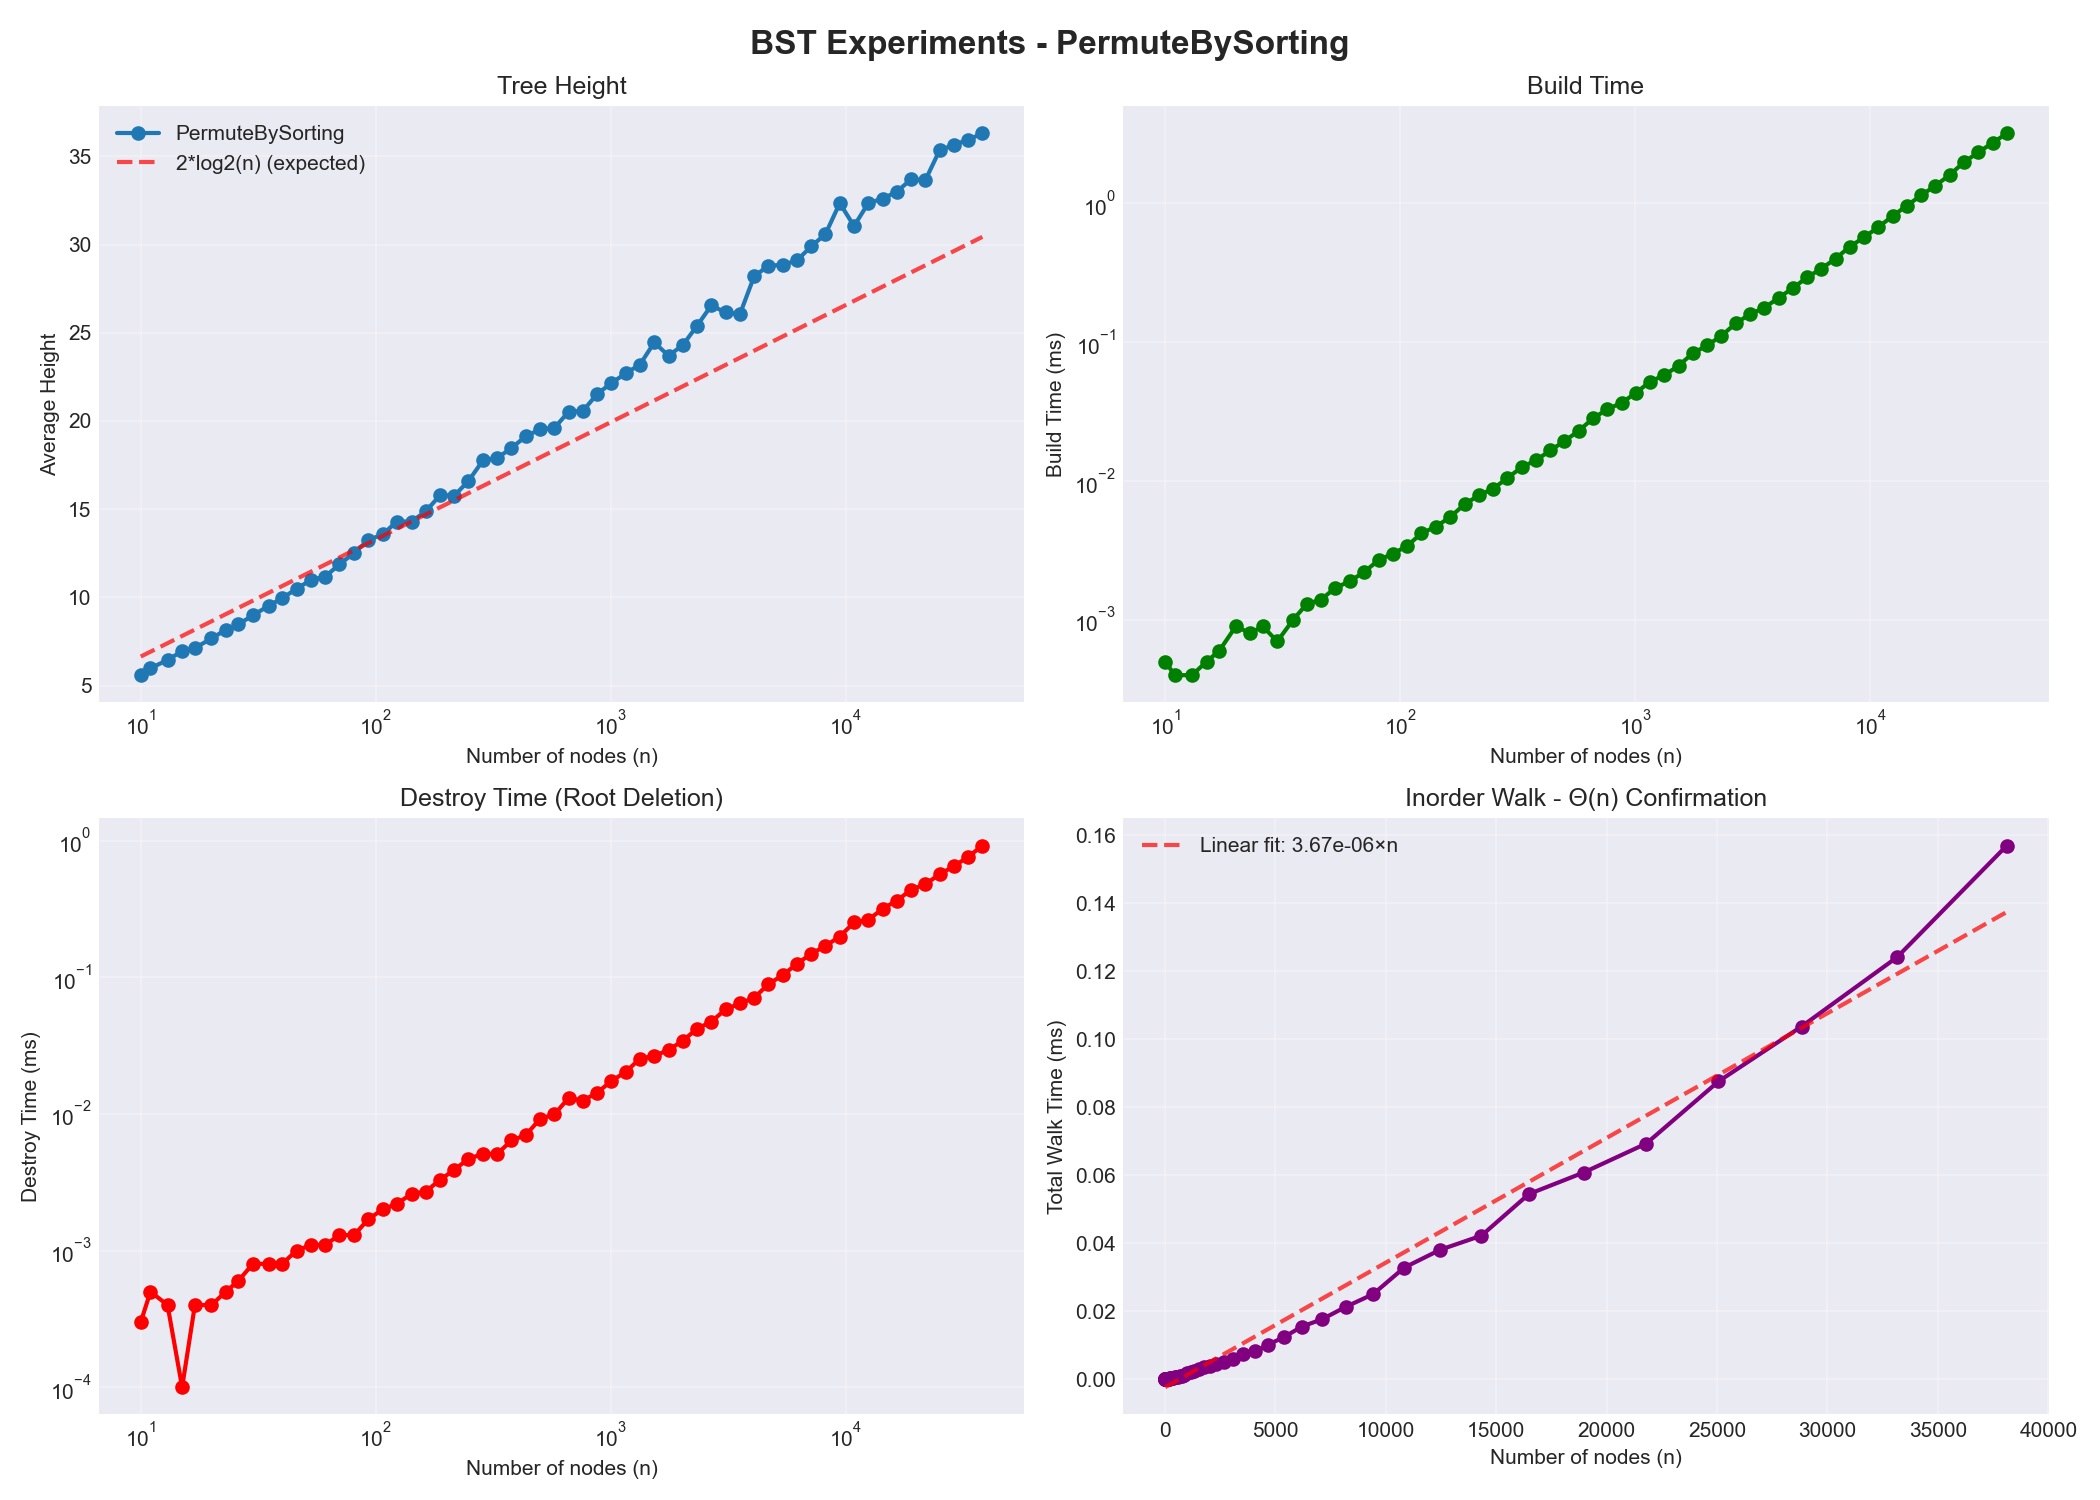 BST Experiments - PermuteBySorting
Tree Height
PermuteBySorting
2*log2(n) (expected)
Average Height
35
30
25
20
15
10
5
10^1 10^2 10^3 10^4
Number of nodes (n)
Build Time
Build Time (ms)
10^0
10^−1
10^−2
10^−3
10^1 10^2 10^3 10^4
Number of nodes (n)
Destroy Time (Root Deletion)
Destroy Time (ms)
10^0
10^−1
10^−2
10^−3
10^−4
10^1 10^2 10^3 10^4
Number of nodes (n)
Inorder Walk - Θ(n) Confirmation
Linear fit: 3.67e-06×n
Total Walk Time (ms)
0.16
0.14
0.12
0.10
0.08
0.06
0.04
0.02
0.00
0 5000 10000 15000 20000 25000 30000 35000 40000
Number of nodes (n)